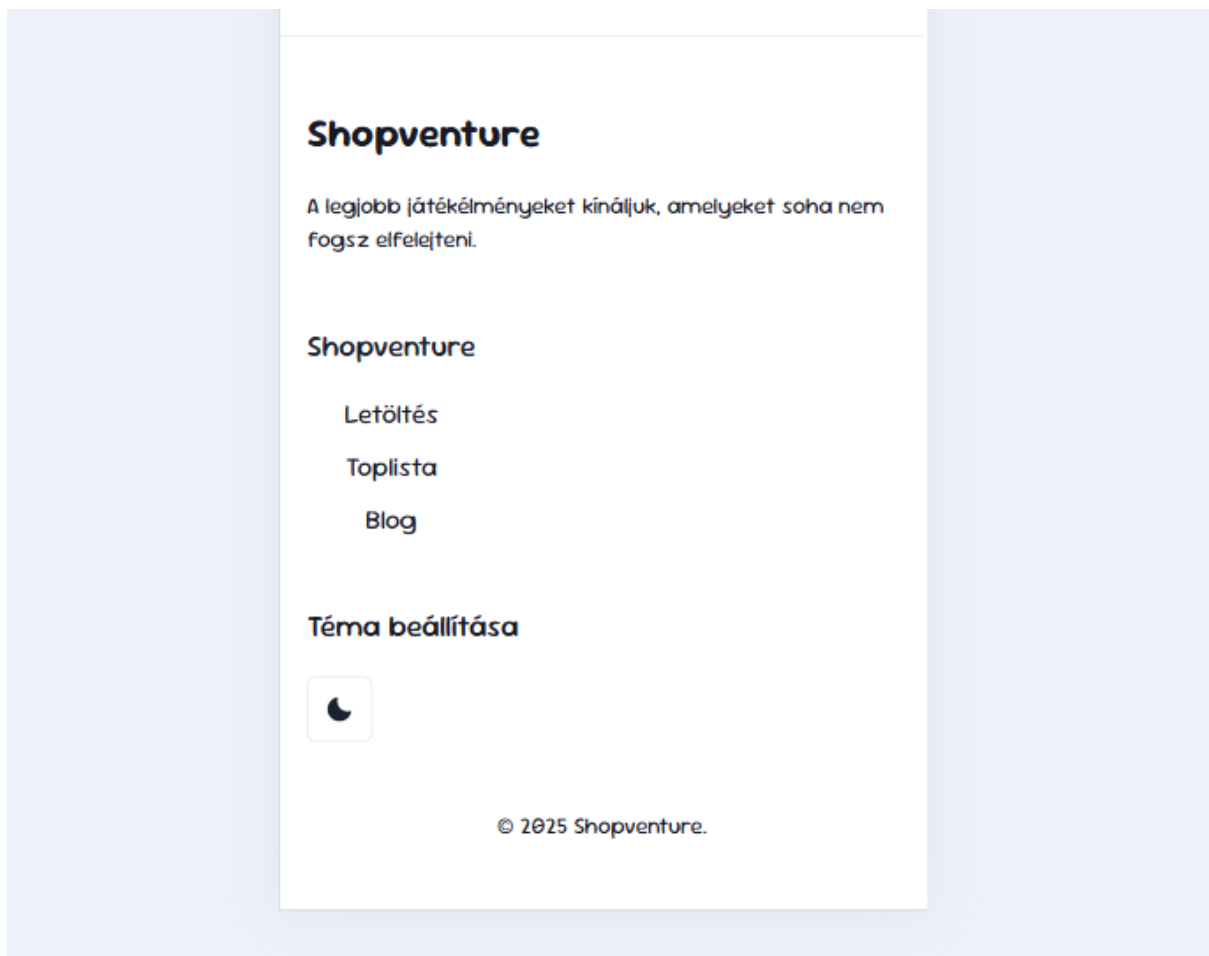 Shopventure
A legjobb játékélményeket kínáljuk, amelyeket soha nem
fogsz elfelejteni.
Shopventure
Letöltés
Toplista
Blog
Téma beállítása
© 2025 Shopventure.